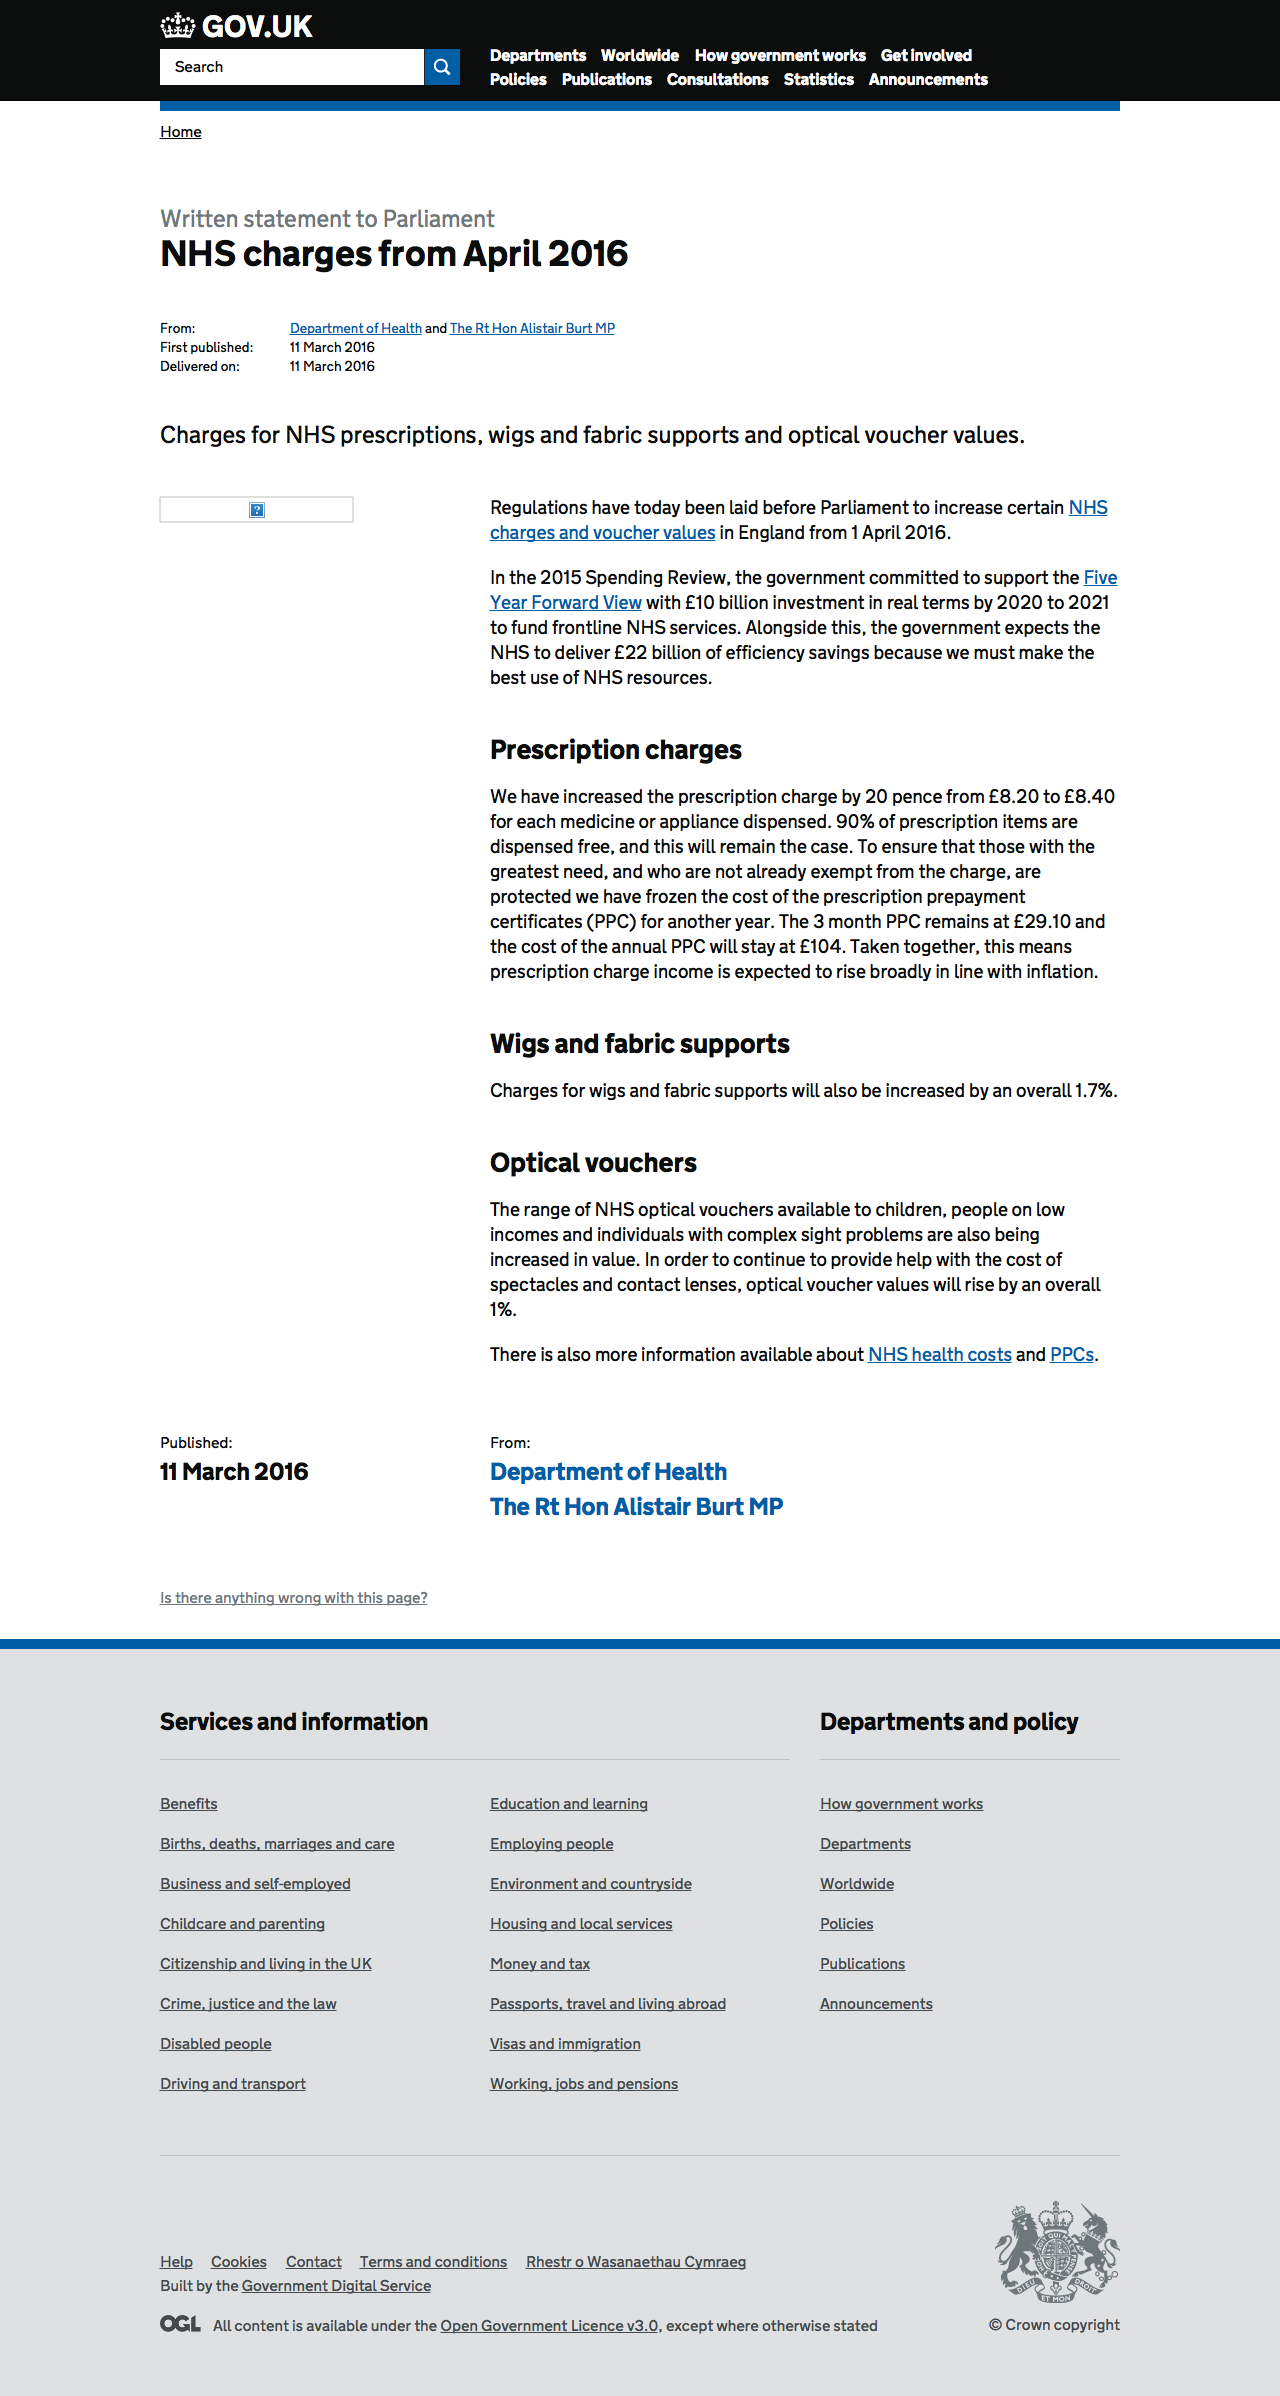 GOV.UK
Search
Departments Worldwide How government works Get involved
Policies Publications Consultations Statistics Announcements
Home
Written statement to Parliament
NHS charges from April 2016
From: Department of Health and The Rt Hon Alistair Burt MP
First published: 11 March 2016
Delivered on: 11 March 2016
Charges for NHS prescriptions, wigs and fabric supports and optical voucher values.
Regulations have today been laid before Parliament to increase certain NHS
charges and voucher values in England from 1 April 2016.
In the 2015 Spending Review, the government committed to support the Five
Year Forward View with £10 billion investment in real terms by 2020 to 2021
to fund frontline NHS services. Alongside this, the government expects the
NHS to deliver £22 billion of efficiency savings because we must make the
best use of NHS resources.
Prescription charges
We have increased the prescription charge by 20 pence from £8.20 to £8.40
for each medicine or appliance dispensed. 90% of prescription items are
dispensed free, and this will remain the case. To ensure that those with the
greatest need, and who are not already exempt from the charge, are
protected we have frozen the cost of the prescription prepayment
certificates (PPC) for another year. The 3 month PPC remains at £29.10 and
the cost of the annual PPC will stay at £104. Taken together, this means
prescription charge income is expected to rise broadly in line with inflation.
Wigs and fabric supports
Charges for wigs and fabric supports will also be increased by an overall 1.7%.
Optical vouchers
The range of NHS optical vouchers available to children, people on low
incomes and individuals with complex sight problems are also being
increased in value. In order to continue to provide help with the cost of
spectacles and contact lenses, optical voucher values will rise by an overall
1%.
There is also more information available about NHS health costs and PPCs.
Published:
11 March 2016
From:
Department of Health
The Rt Hon Alistair Burt MP
Is there anything wrong with this page?
Services and information
Benefits
Births, deaths, marriages and care
Business and self-employed
Childcare and parenting
Citizenship and living in the UK
Crime, justice and the law
Disabled people
Driving and transport
Education and learning
Employing people
Environment and countryside
Housing and local services
Money and tax
Passports, travel and living abroad
Visas and immigration
Working, jobs and pensions
Departments and policy
How government works
Departments
Worldwide
Policies
Publications
Announcements
Help Cookies Contact Terms and conditions Rhestr o Wasanaethau Cymraeg
Built by the Government Digital Service
OGL All content is available under the Open Government Licence v3.0, except where otherwise stated
DIEU ET MON DROIT
© Crown copyright